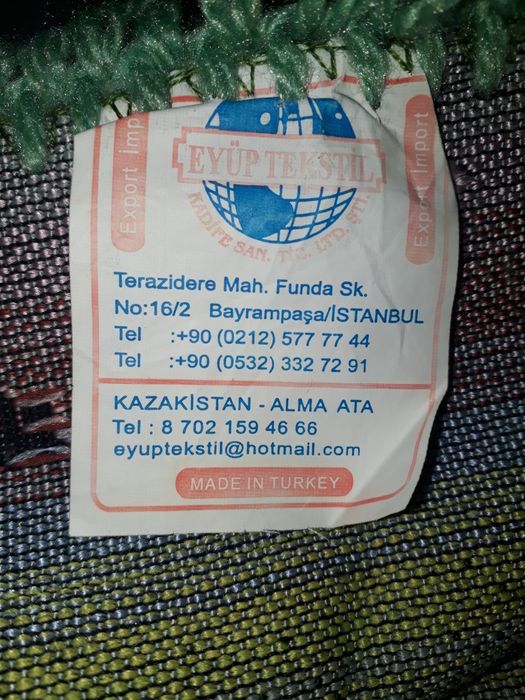 Export Import
EYÜP TEKSTİL
KADİFE SAN. TİC. LTD. ŞTİ.
Export Import
Terazidere Mah. Funda Sk.
No:16/2 Bayrampaşa/İSTANBUL
Tel :+90 (0212) 577 77 44
Tel :+90 (0532) 332 72 91
KAZAKİSTAN - ALMA ATA
Tel : 8 702 159 46 66
eyuptekstil@hotmail.com
MADE IN TURKEY